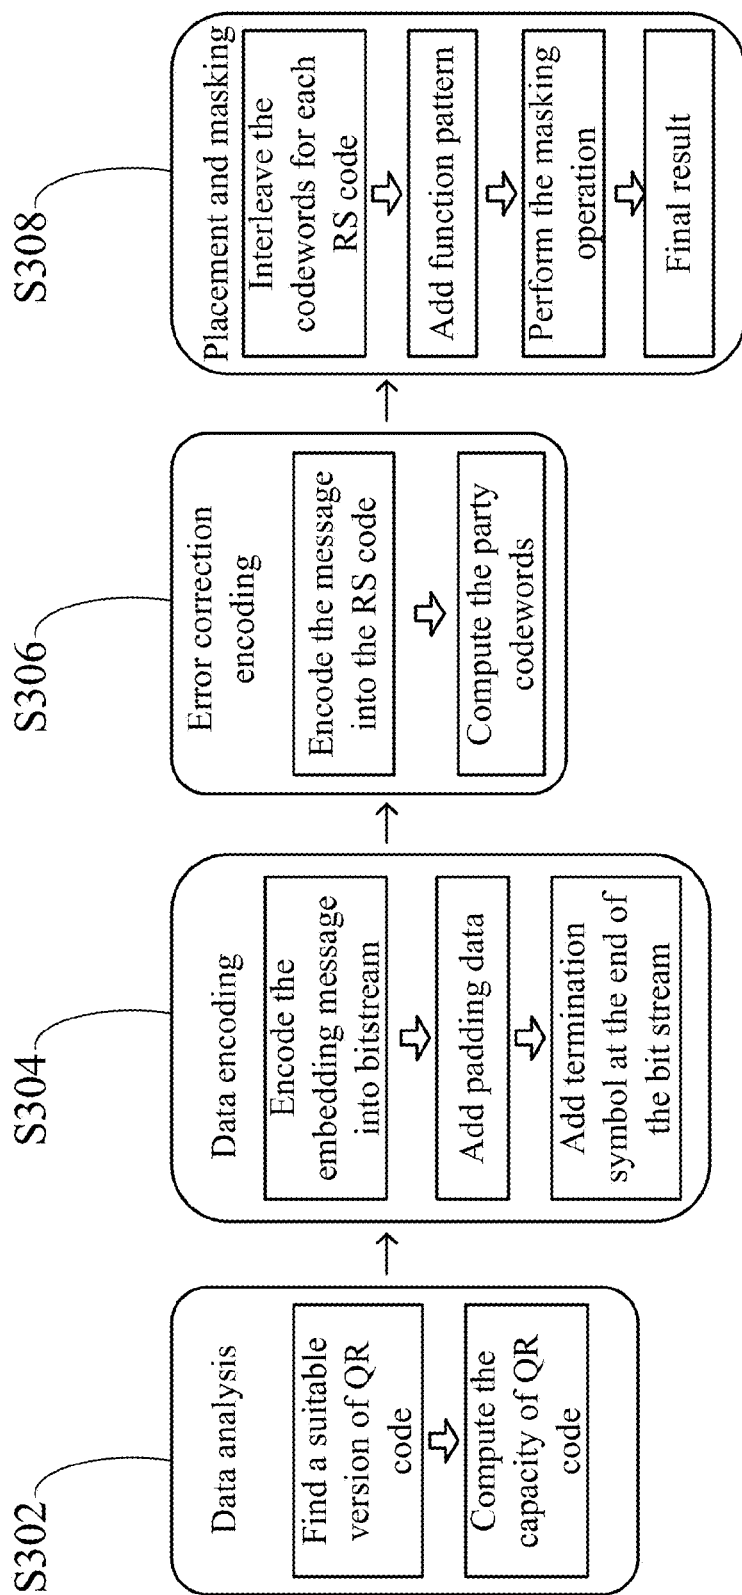 S302
Data analysis
Find a suitable
version of QR
code
Compute the
capacity of QR
code
S304
Data encoding
Encode the
embedding message
into bitstream
Add padding data
Add termination
symbol at the end of
the bit stream
S306
Error correction
encoding
Encode the message
into the RS code
Compute the party
codewords
S308
Placement and masking
Interleave the
codewords for each
RS code
Add function pattern
Perform the masking
operation
Final result